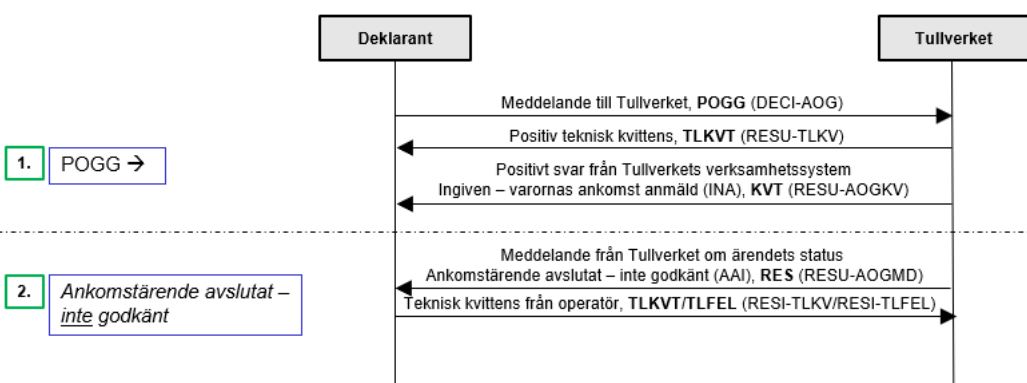 Deklarant
Tullverket
Meddelande till Tullverket, POGG (DECI-AOG)
Positiv teknisk kvittens, TLKVT (RESU-TLKV)
1.
POGG →
Positivt svar från Tullverkets verksamhetssystem
Ingiven – varornas ankomst anmäld (INA), KVT (RESU-AOGKV)
Meddelande från Tullverket om ärendets status
Ankomstärende avslutat – inte godkänt (AAI), RES (RESU-AOGMD)
2.
Ankomstärende avslutat –
inte godkänt
Teknisk kvittens från operatör, TLKVT/TLFEL (RESI-TLKV/RESI-TLFEL)